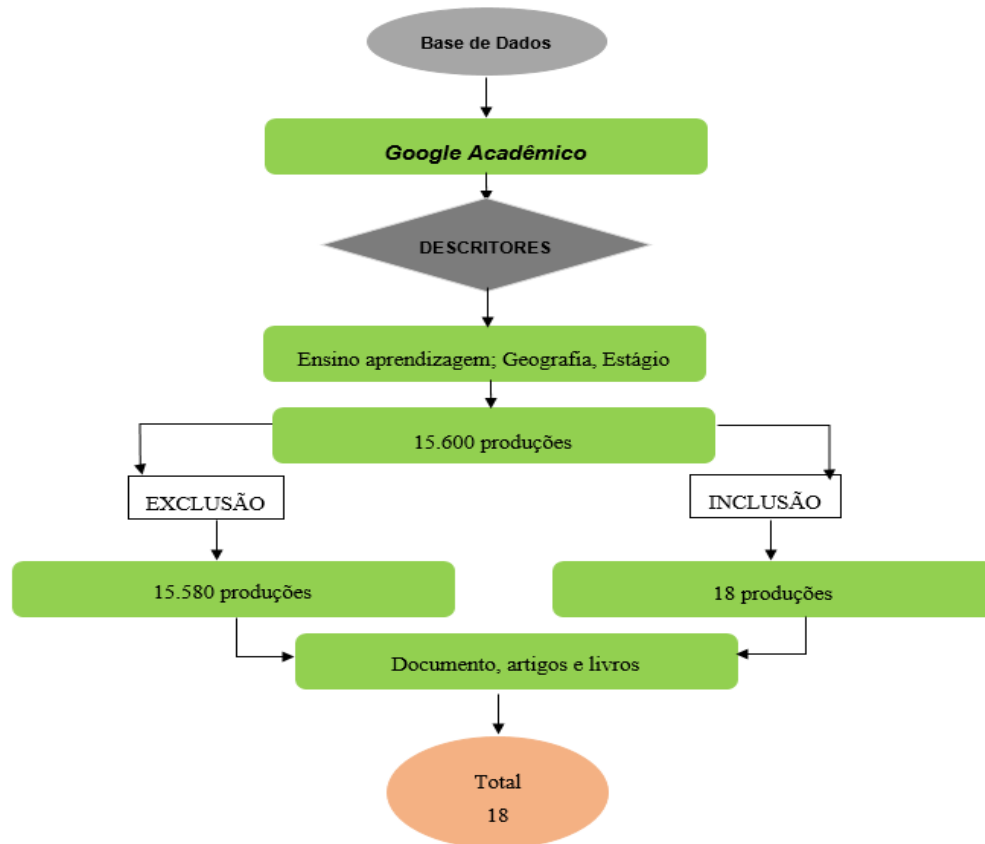 Base de Dados
Google Acadêmico
DESCRITORES
Ensino aprendizagem; Geografia, Estágio
15.600 produções
EXCLUSÃO
INCLUSÃO
15.580 produções
18 produções
Documento, artigos e livros
Total
18